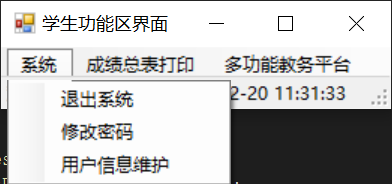 学生功能区界面
系统 成绩总表打印 多功能教务平台
2-20 11:31:33
退出系统
修改密码
用户信息维护